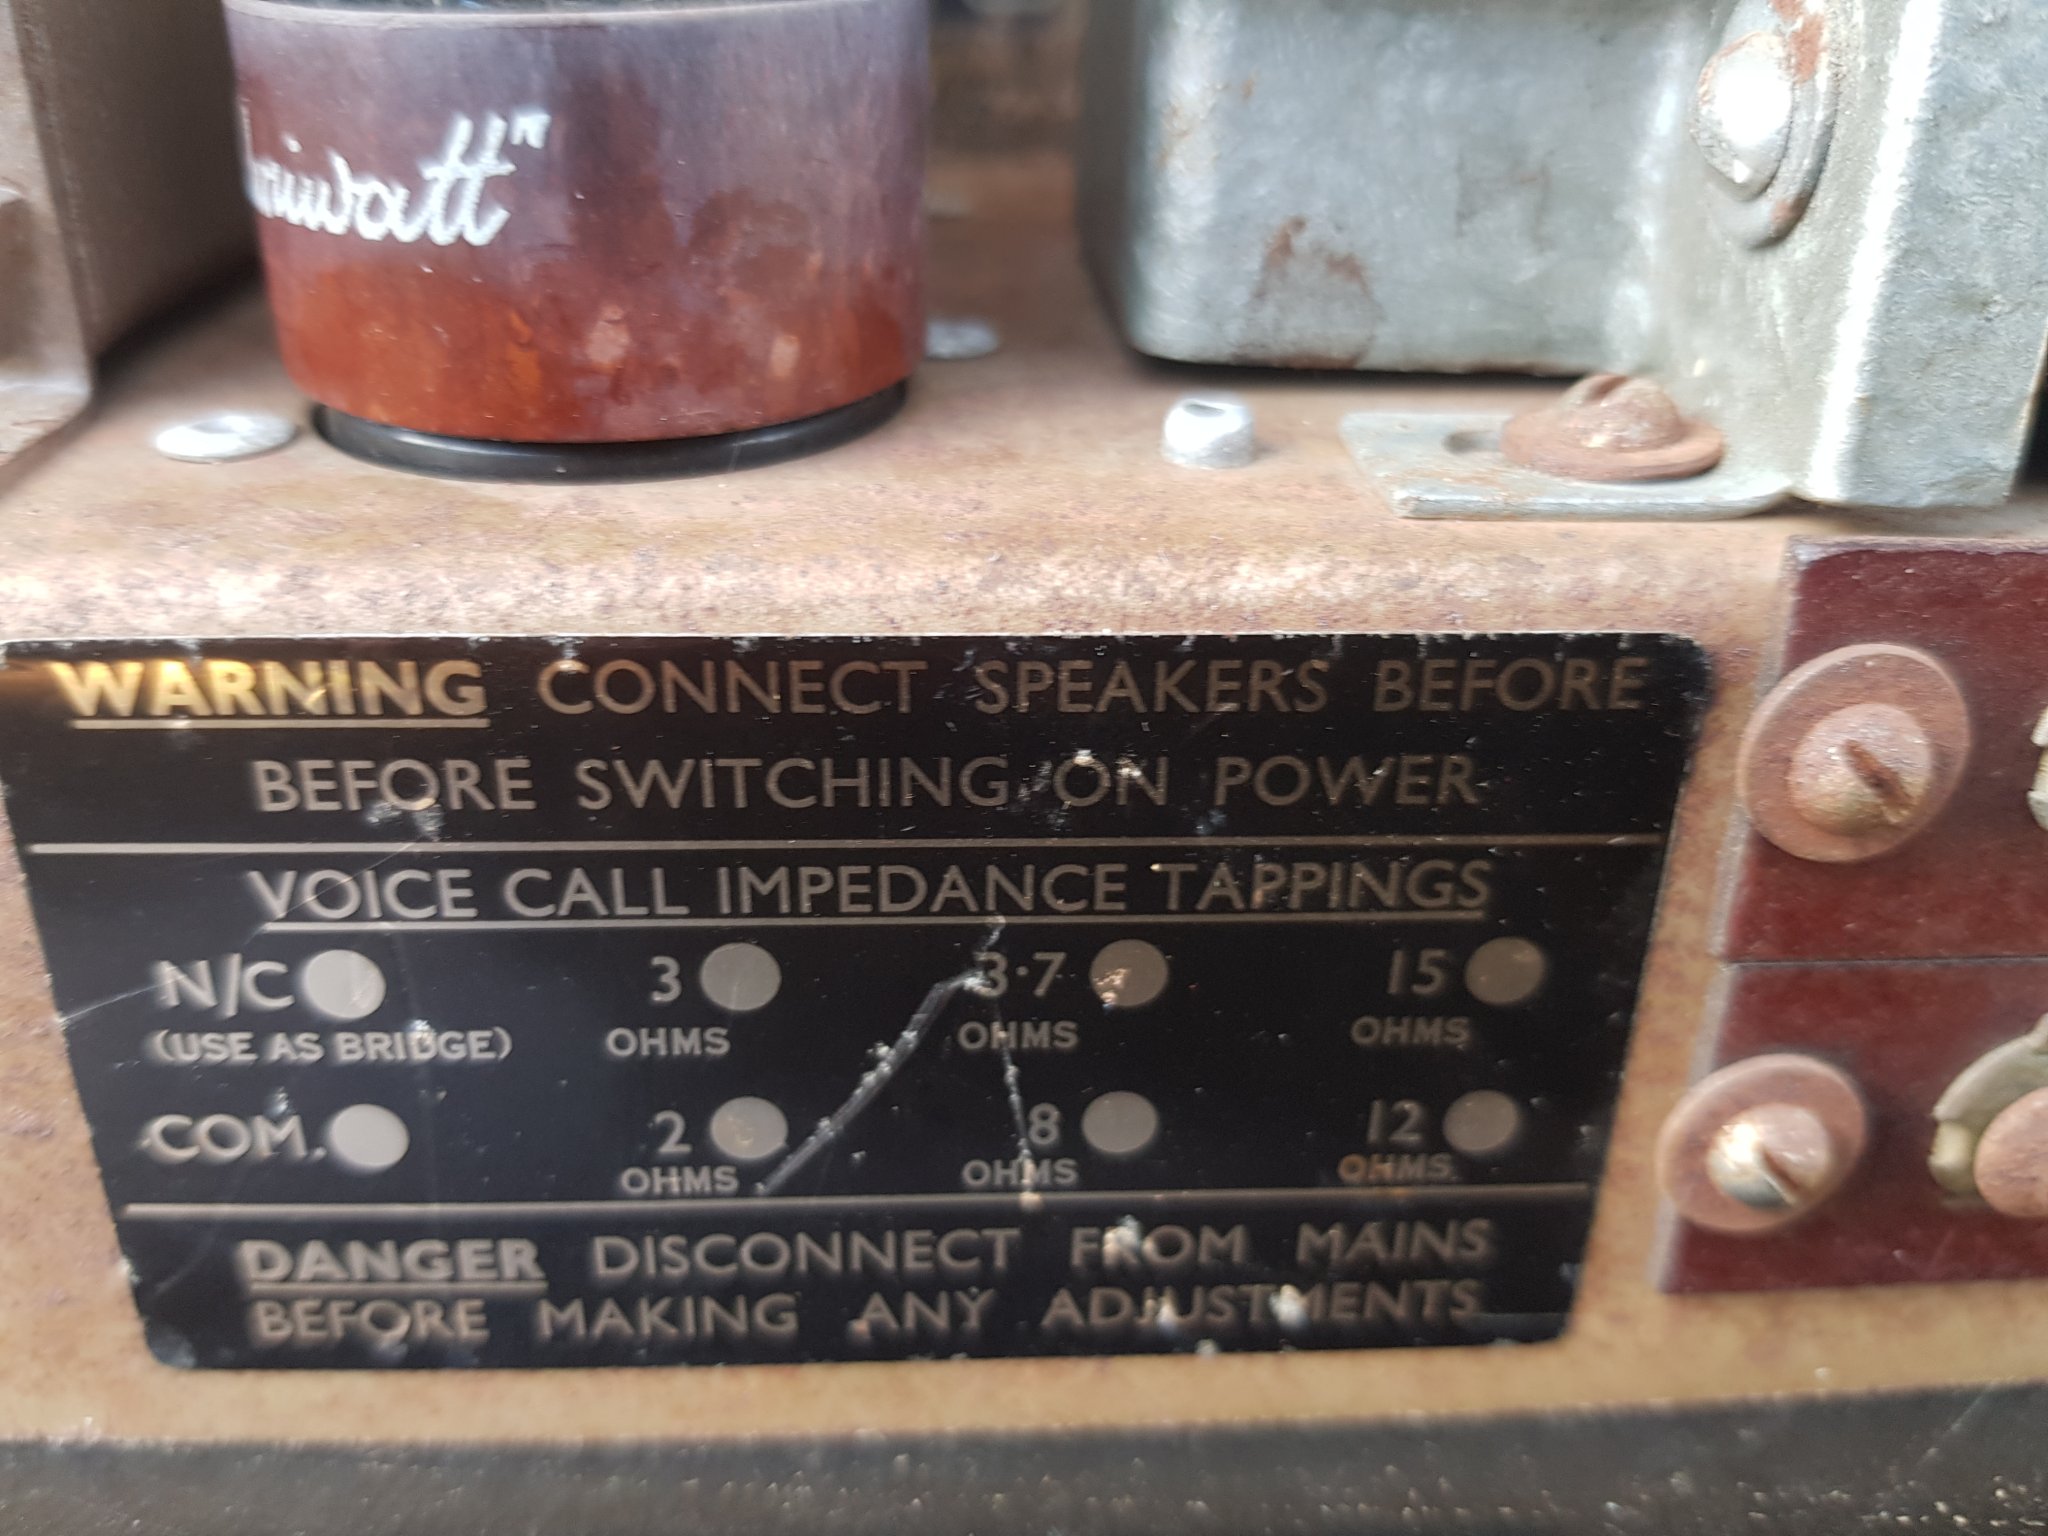 WARNING CONNECT SPEAKERS BEFORE
BEFORE SWITCHING ON POWER
VOICE CALL IMPEDANCE TAPPINGS
N/C 3 3·7 15
(USE AS BRIDGE) OHMS OHMS OHMS
COM. 2 8 12
OHMS OHMS OHMS
DANGER DISCONNECT FROM MAINS
BEFORE MAKING ANY ADJUSTMENTS